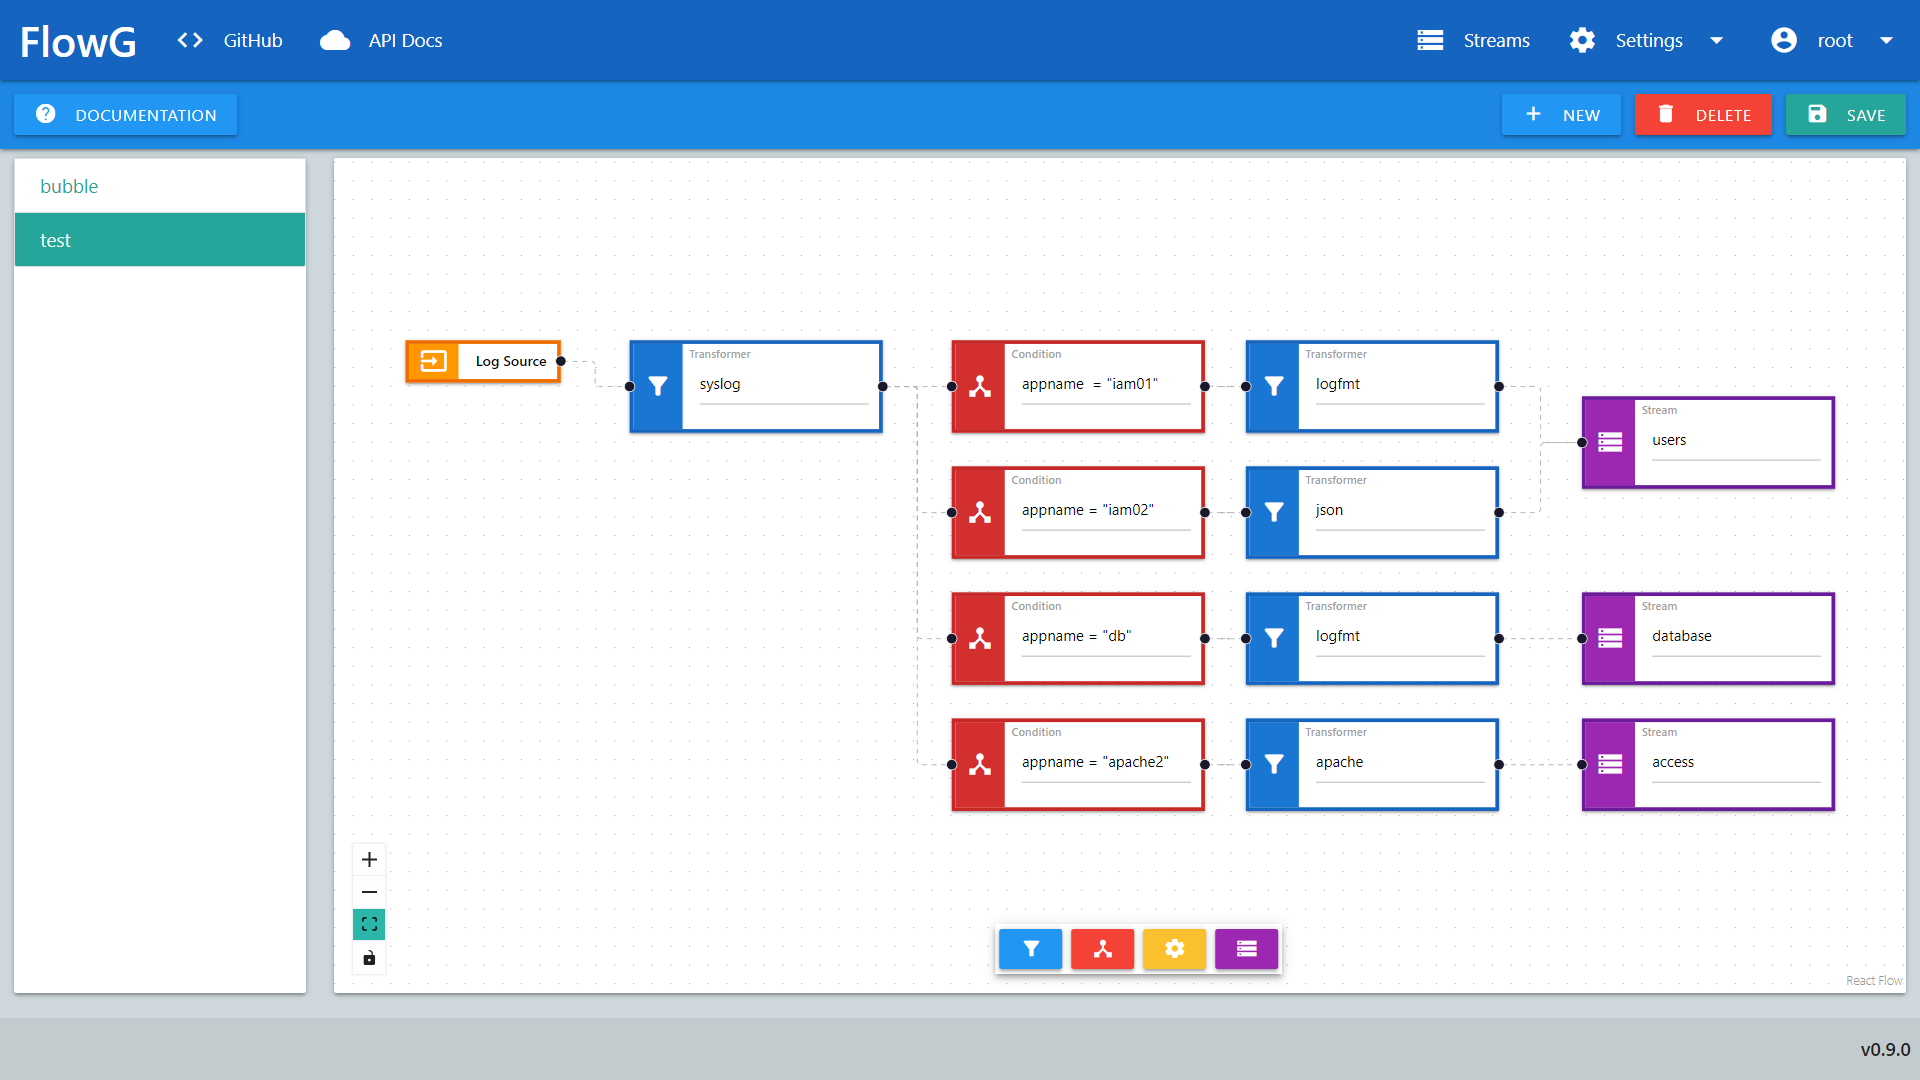 FlowG
GitHub
API Docs
Streams
Settings
root
DOCUMENTATION
NEW
DELETE
SAVE
bubble
test
Log Source
Transformer
syslog
Condition
appname  = "iam01"
Transformer
logfmt
Stream
users
Condition
appname = "iam02"
Transformer
json
Condition
appname = "db"
Transformer
logfmt
Stream
database
Condition
appname = "apache2"
Transformer
apache
Stream
access
React Flow
v0.9.0